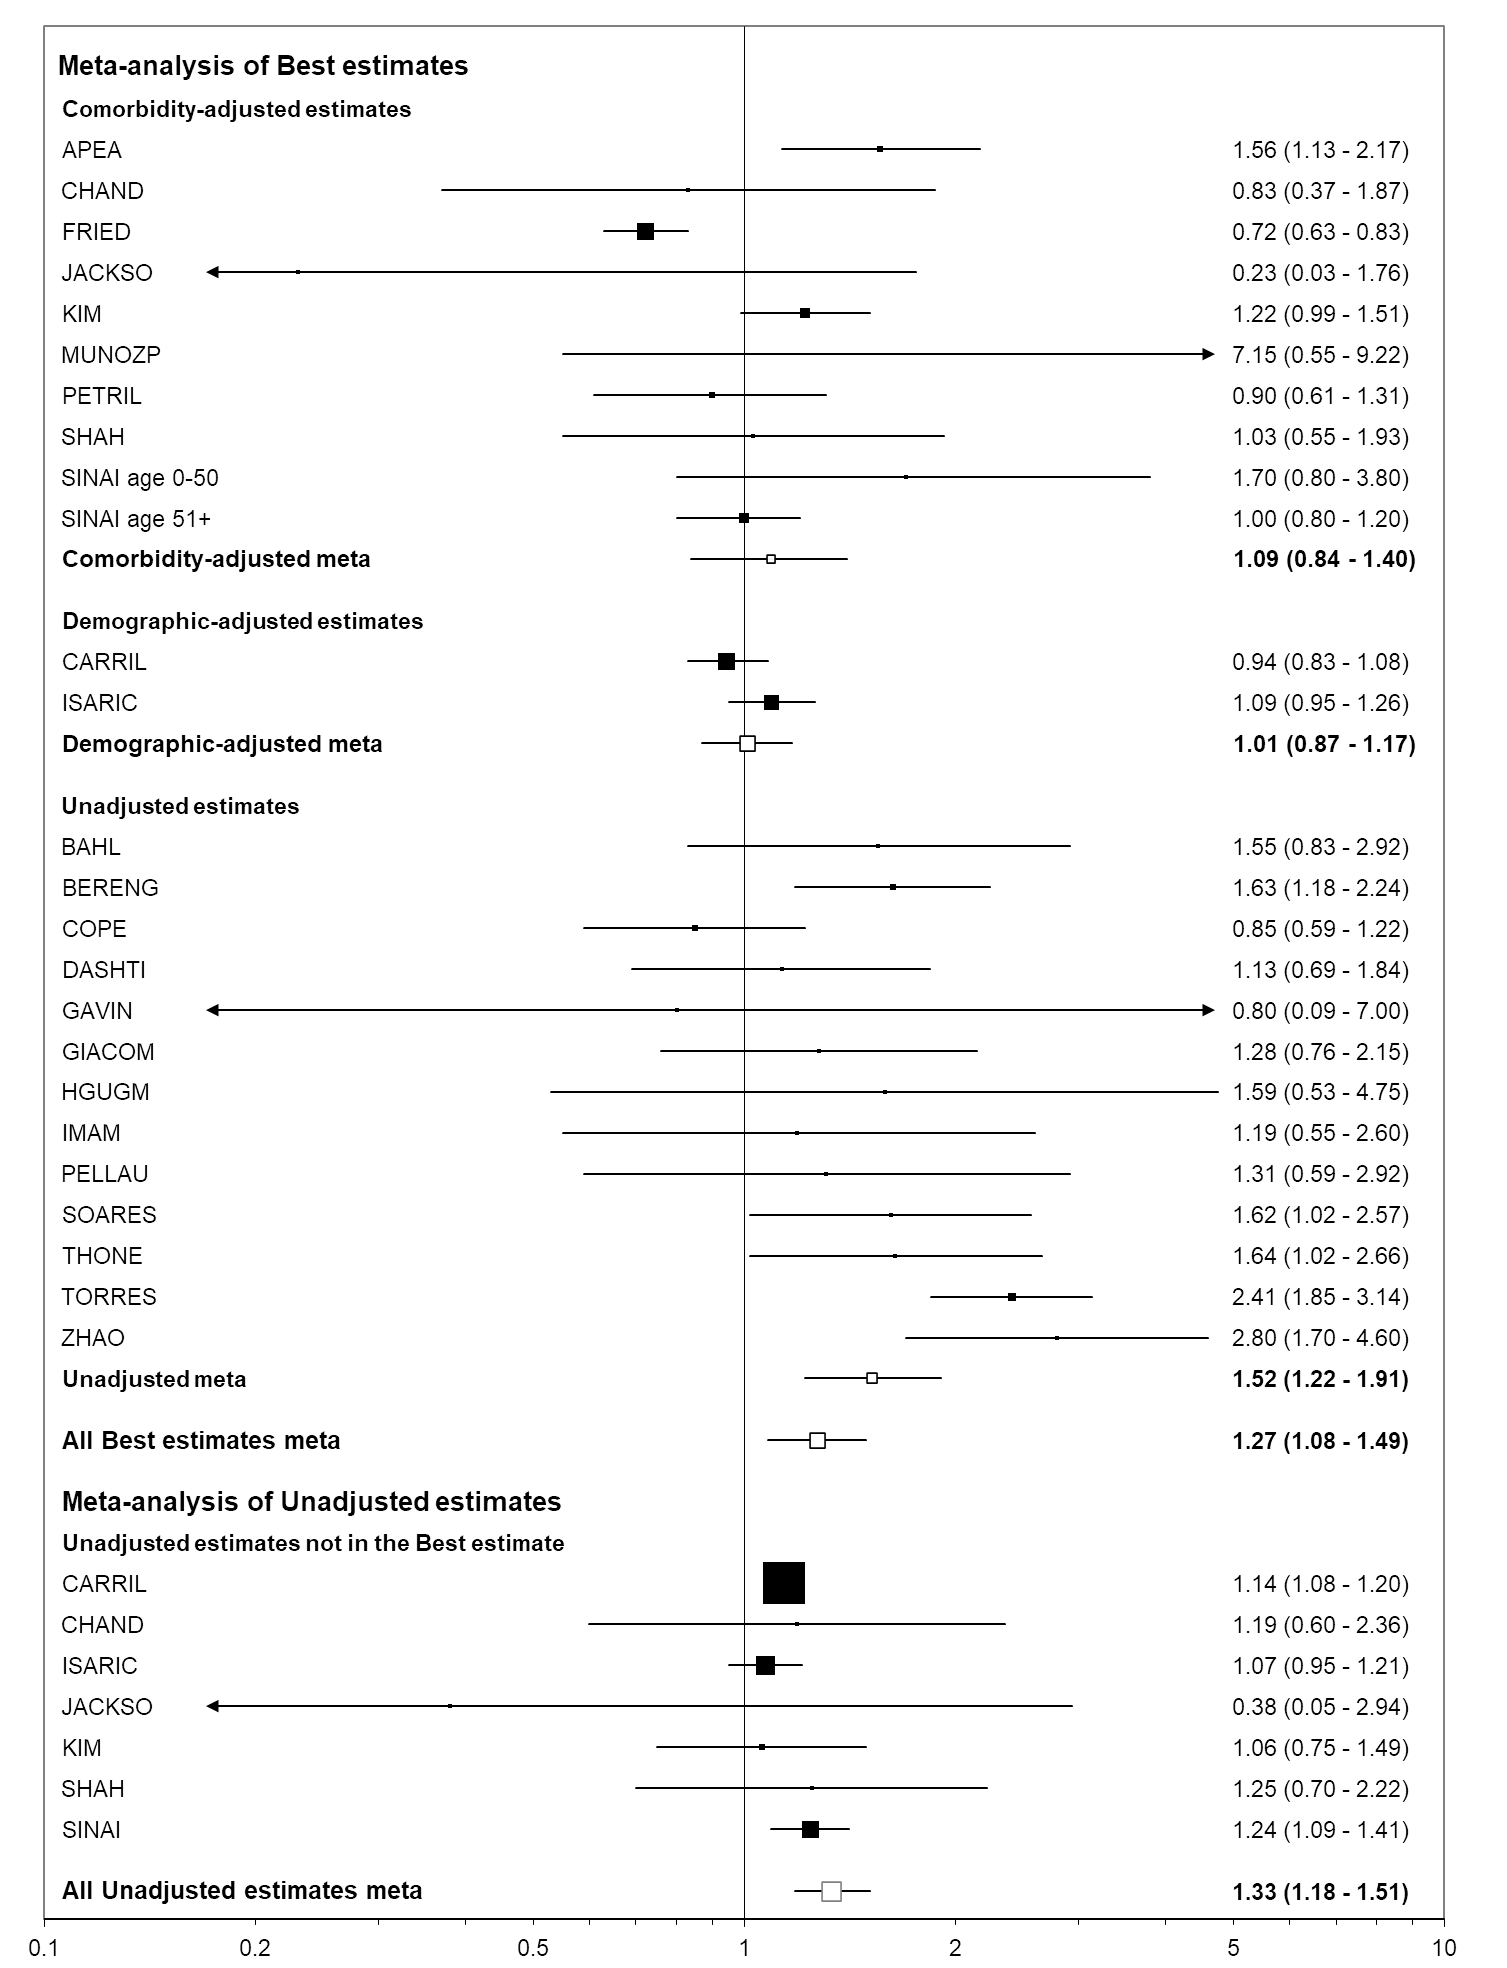 Meta-analysis of Best estimates
Comorbidity-adjusted estimates
APEA 1.56 (1.13 - 2.17)
CHAND 0.83 (0.37 - 1.87)
FRIED 0.72 (0.63 - 0.83)
JACKSO 0.23 (0.03 - 1.76)
KIM 1.22 (0.99 - 1.51)
MUNOZP 7.15 (0.55 - 9.22)
PETRIL 0.90 (0.61 - 1.31)
SHAH 1.03 (0.55 - 1.93)
SINAI age 0-50 1.70 (0.80 - 3.80)
SINAI age 51+ 1.00 (0.80 - 1.20)
Comorbidity-adjusted meta 1.09 (0.84 - 1.40)
Demographic-adjusted estimates
CARRIL 0.94 (0.83 - 1.08)
ISARIC 1.09 (0.95 - 1.26)
Demographic-adjusted meta 1.01 (0.87 - 1.17)
Unadjusted estimates
BAHL 1.55 (0.83 - 2.92)
BERENG 1.63 (1.18 - 2.24)
COPE 0.85 (0.59 - 1.22)
DASHTI 1.13 (0.69 - 1.84)
GAVIN 0.80 (0.09 - 7.00)
GIACOM 1.28 (0.76 - 2.15)
HGUGM 1.59 (0.53 - 4.75)
IMAM 1.19 (0.55 - 2.60)
PELLAU 1.31 (0.59 - 2.92)
SOARES 1.62 (1.02 - 2.57)
THONE 1.64 (1.02 - 2.66)
TORRES 2.41 (1.85 - 3.14)
ZHAO 2.80 (1.70 - 4.60)
Unadjusted meta 1.52 (1.22 - 1.91)
All Best estimates meta 1.27 (1.08 - 1.49)
Meta-analysis of Unadjusted estimates
Unadjusted estimates not in the Best estimate
CARRIL 1.14 (1.08 - 1.20)
CHAND 1.19 (0.60 - 2.36)
ISARIC 1.07 (0.95 - 1.21)
JACKSO 0.38 (0.05 - 2.94)
KIM 1.06 (0.75 - 1.49)
SHAH 1.25 (0.70 - 2.22)
SINAI 1.24 (1.09 - 1.41)
All Unadjusted estimates meta 1.33 (1.18 - 1.51)
0.1 0.2 0.5 1 2 5 10